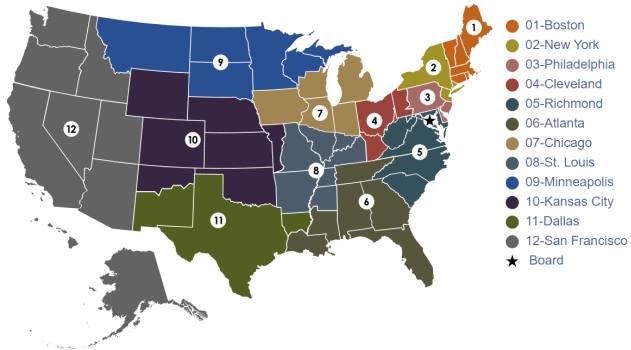 1
01-Boston
02-New York
2
03-Philadelphia
9
04-Cleveland
3
05-Richmond
7
4
06-Atlanta
12
07-Chicago
10
5
08-St. Louis
8
09-Minneapolis
6
10-Kansas City
11
11-Dallas
12-San Francisco
Board